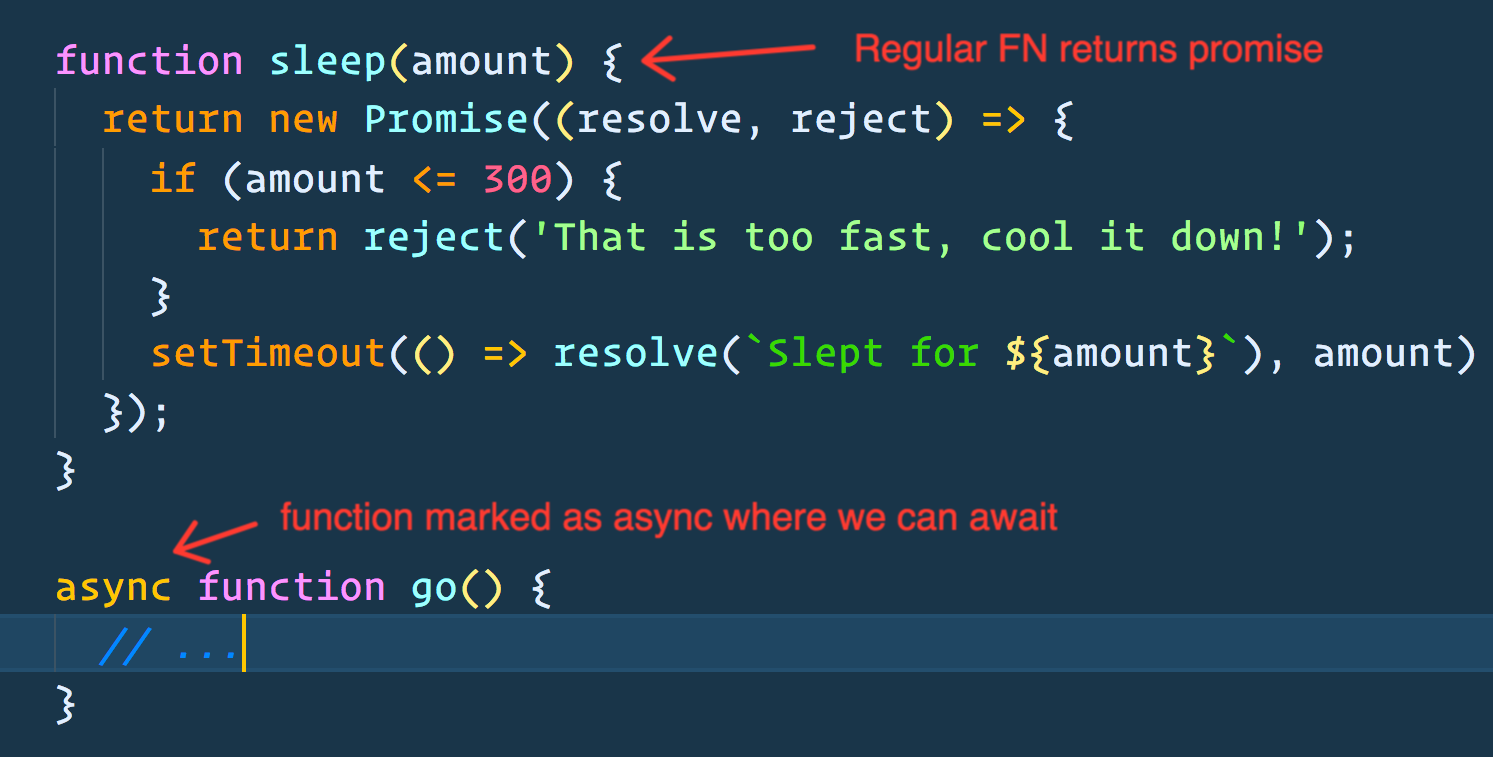 function sleep(amount) { Regular FN returns promise
return new Promise((resolve, reject) => {
if (amount <= 300) {
return reject('That is too fast, cool it down!');
}
setTimeout(() => resolve(`Slept for ${amount}`), amount)
});
}
function marked as async where we can await
async function go() {
// ...
}